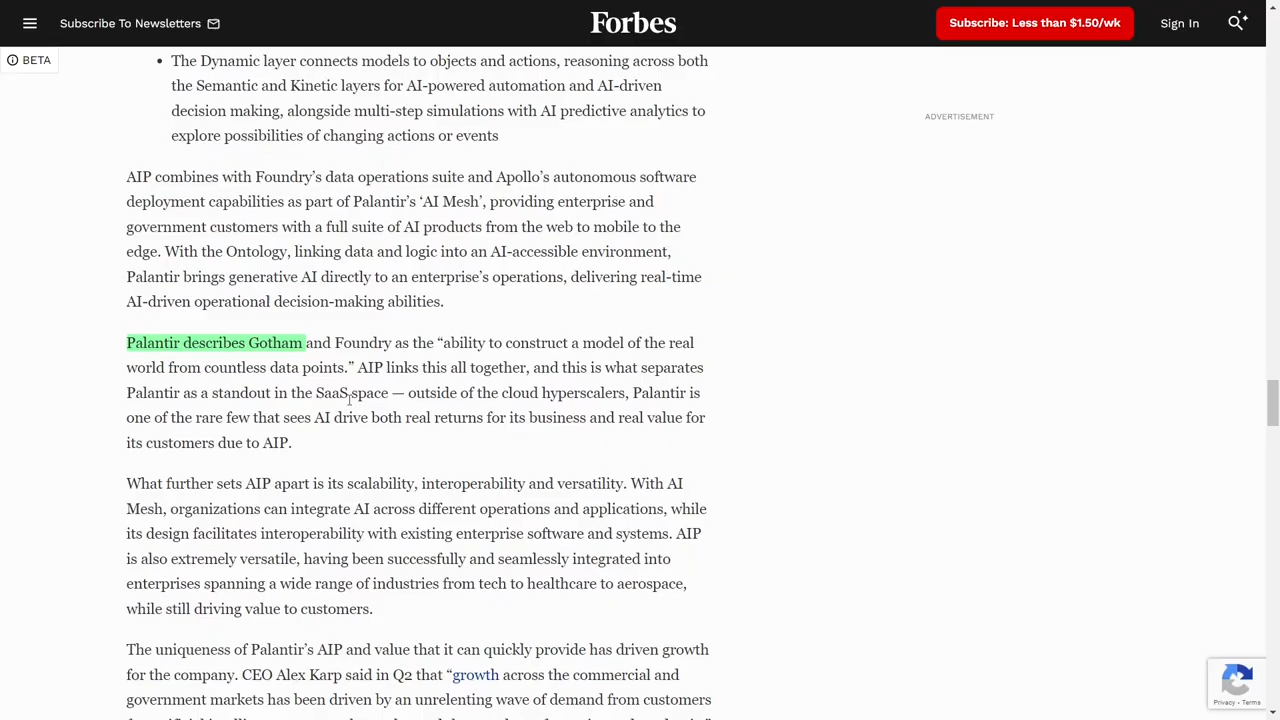 Subscribe To Newsletters
Forbes
Subscribe: Less than $1.50/wk
Sign In
BETA
• The Dynamic layer connects models to objects and actions, reasoning across both
the Semantic and Kinetic layers for AI-powered automation and AI-driven
decision making, alongside multi-step simulations with AI predictive analytics to
explore possibilities of changing actions or events
ADVERTISEMENT
AIP combines with Foundry’s data operations suite and Apollo’s autonomous software
deployment capabilities as part of Palantir’s ‘AI Mesh’, providing enterprise and
government customers with a full suite of AI products from the web to mobile to the
edge. With the Ontology, linking data and logic into an AI-accessible environment,
Palantir brings generative AI directly to an enterprise’s operations, delivering real-time
AI-driven operational decision-making abilities.
Palantir describes Gotham and Foundry as the “ability to construct a model of the real
world from countless data points.” AIP links this all together, and this is what separates
Palantir as a standout in the SaaS space — outside of the cloud hyperscalers, Palantir is
one of the rare few that sees AI drive both real returns for its business and real value for
its customers due to AIP.
What further sets AIP apart is its scalability, interoperability and versatility. With AI
Mesh, organizations can integrate AI across different operations and applications, while
its design facilitates interoperability with existing enterprise software and systems. AIP
is also extremely versatile, having been successfully and seamlessly integrated into
enterprises spanning a wide range of industries from tech to healthcare to aerospace,
while still driving value to customers.
The uniqueness of Palantir’s AIP and value that it can quickly provide has driven growth
for the company. CEO Alex Karp said in Q2 that “growth across the commercial and
government markets has been driven by an unrelenting wave of demand from customers
Privacy - Terms